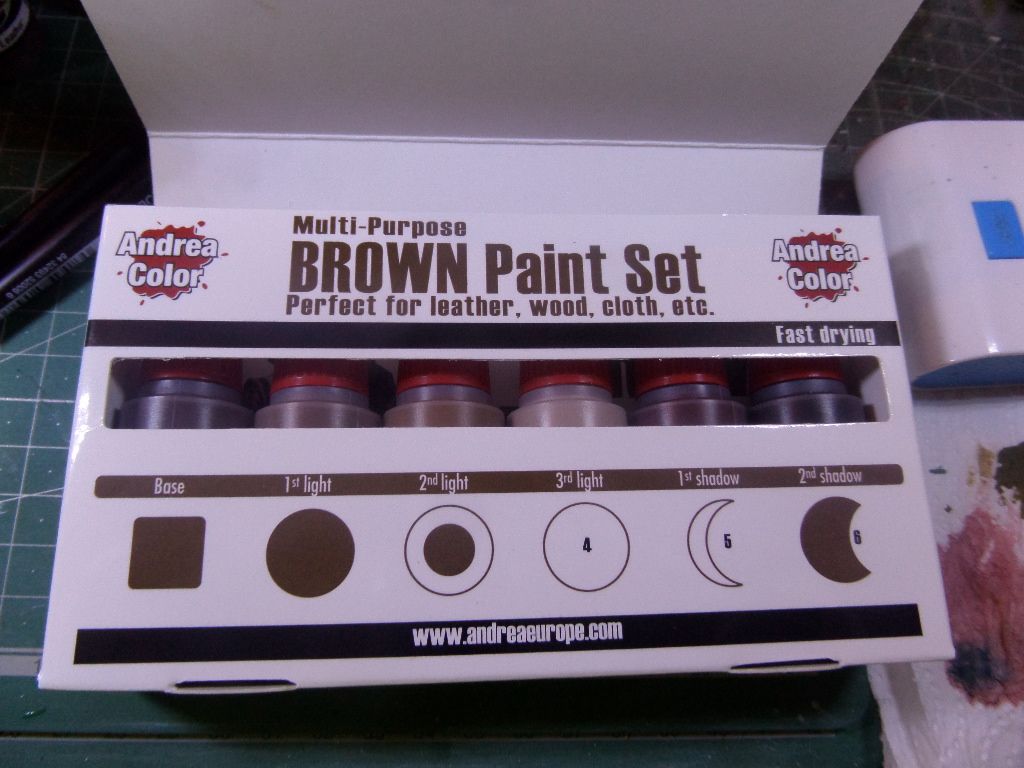 Multi-Purpose
Andrea
Color
BROWN Paint Set
Andrea
Color
Perfect for leather, wood, cloth, etc.
Fast drying
Base 1st light 2nd light 3rd light 1st shadow 2nd shadow
4 5 6
www.andreaeurope.com